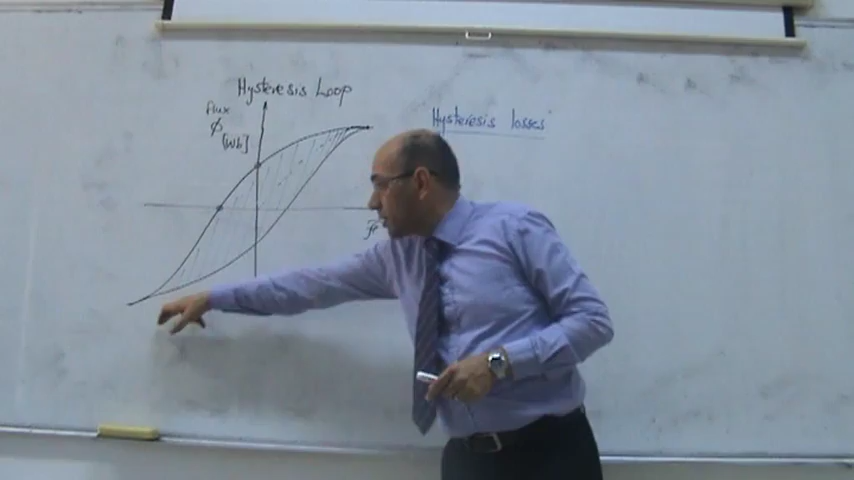 Hysteresis Loop
flux
ϕ
[Wb]
Hysteresis losses